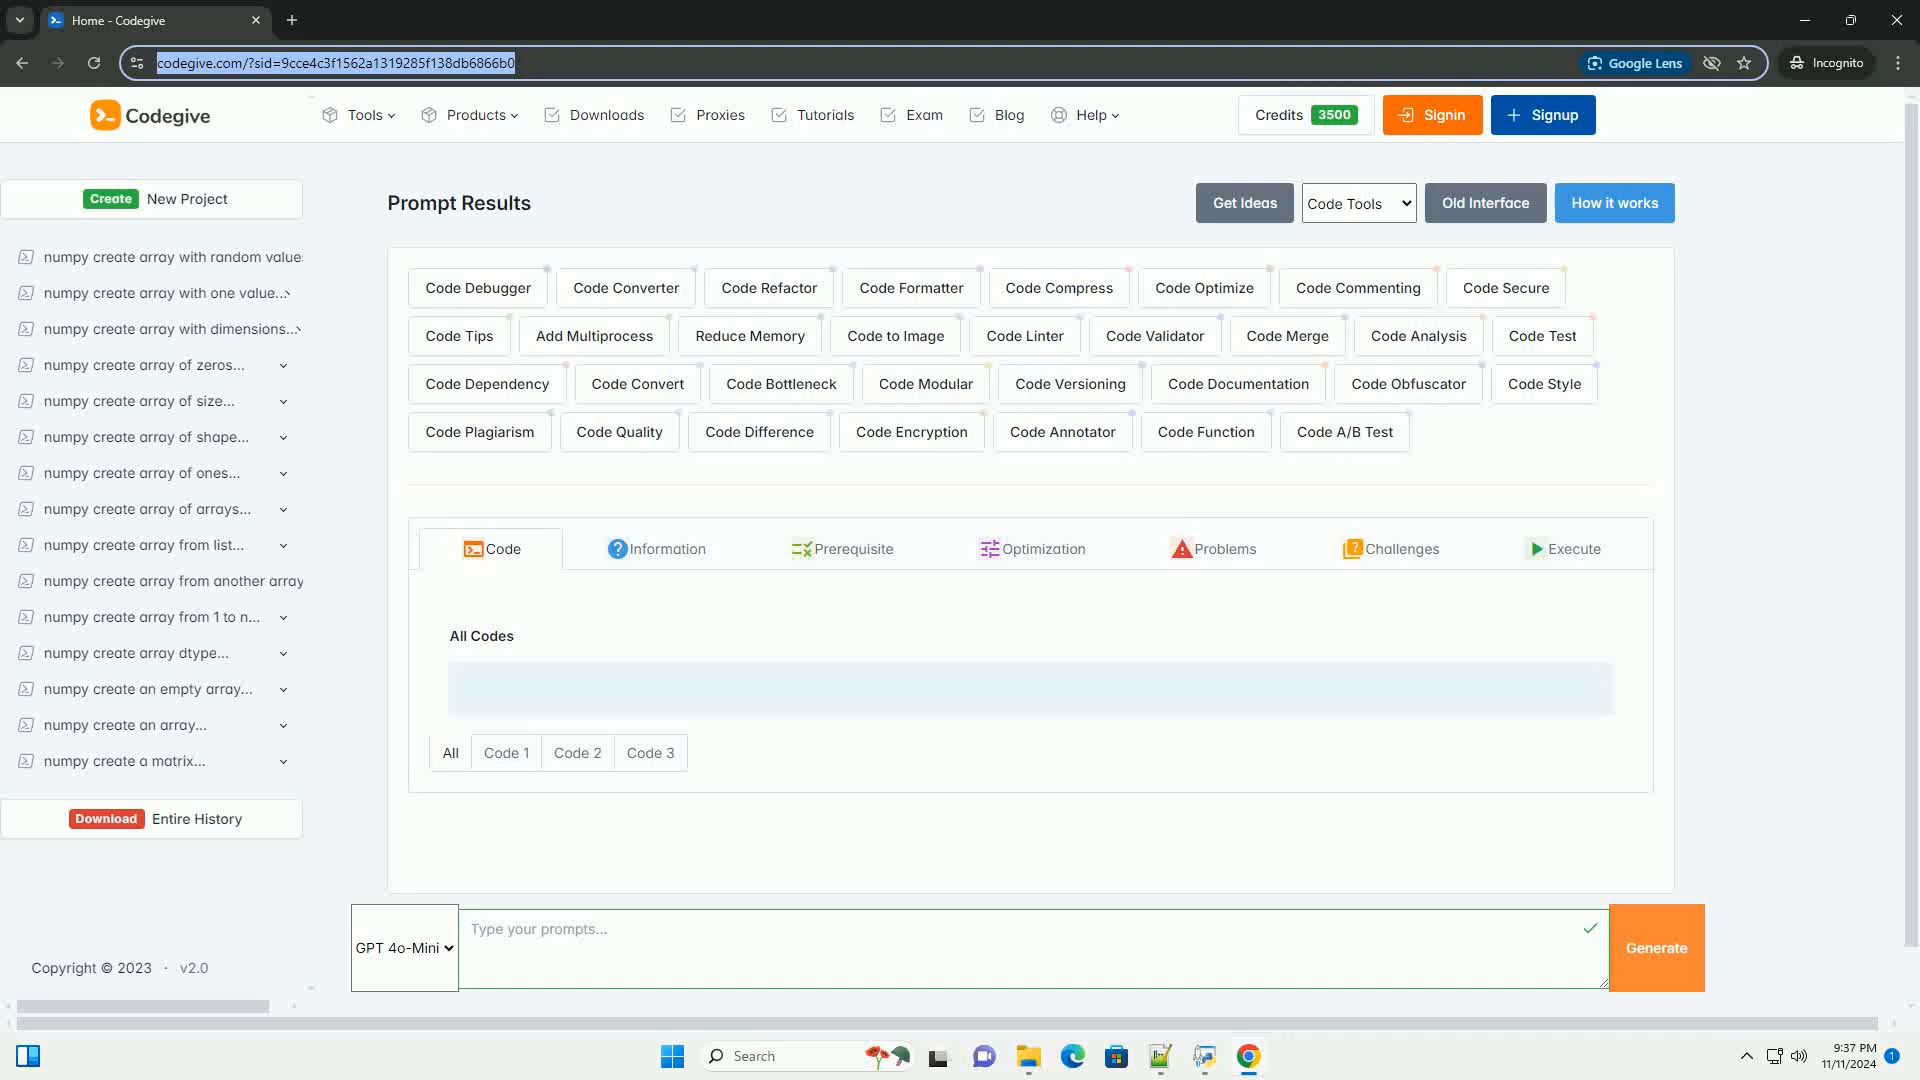 Home - Codegive
codegive.com/?sid=9cce4c3f1562a1319285f138db6866b0
Google Lens
Incognito
Codegive
Tools
Products
Downloads
Proxies
Tutorials
Exam
Blog
Help
Credits 3500
Signin
Signup
Create New Project
numpy create array with random values
numpy create array with one value...
numpy create array with dimensions...
numpy create array of zeros...
numpy create array of size...
numpy create array of shape...
numpy create array of ones...
numpy create array of arrays...
numpy create array from list...
numpy create array from another array
numpy create array from 1 to n...
numpy create array dtype...
numpy create an empty array...
numpy create an array...
numpy create a matrix...
Download Entire History
Copyright © 2023 · v2.0
Prompt Results
Get Ideas
Code Tools
Old Interface
How it works
Code Debugger
Code Converter
Code Refactor
Code Formatter
Code Compress
Code Optimize
Code Commenting
Code Secure
Code Tips
Add Multiprocess
Reduce Memory
Code to Image
Code Linter
Code Validator
Code Merge
Code Analysis
Code Test
Code Dependency
Code Convert
Code Bottleneck
Code Modular
Code Versioning
Code Documentation
Code Obfuscator
Code Style
Code Plagiarism
Code Quality
Code Difference
Code Encryption
Code Annotator
Code Function
Code A/B Test
Code
Information
Prerequisite
Optimization
Problems
Challenges
Execute
All Codes
All
Code 1
Code 2
Code 3
GPT 4o-Mini
Type your prompts...
Generate
Search
9:37 PM
11/11/2024
1